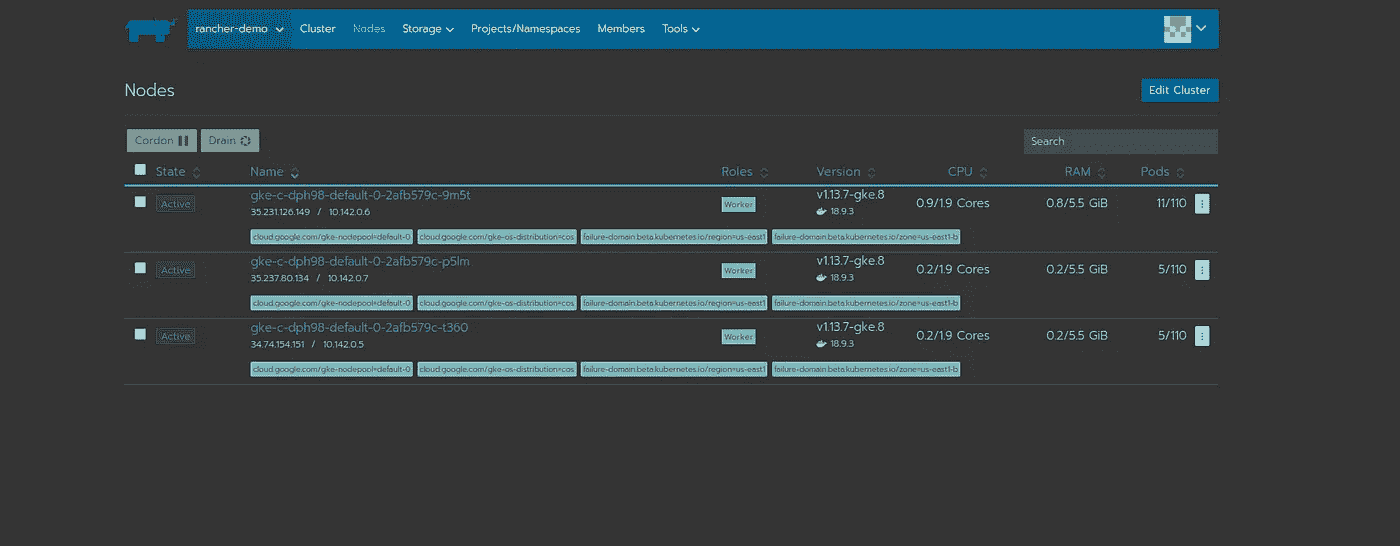 rancher-demo Cluster Nodes Storage Projects/Namespaces Members Tools
Nodes Edit Cluster
Cordon Drain Search
State Name Roles Version CPU RAM Pods
Active gke-c-dph98-default-0-2afb579c-9m5t Worker v1.13.7-gke.8 0.9/1.9 Cores 0.8/5.5 GiB 11/110
35.231.126.149 / 10.142.0.6 18.9.3
cloud.google.com/gke-nodepool=default-0 cloud.google.com/gke-os-distribution=cos failure-domain.beta.kubernetes.io/region=us-east1 failure-domain.beta.kubernetes.io/zone=us-east1-b
Active gke-c-dph98-default-0-2afb579c-p5lm Worker v1.13.7-gke.8 0.2/1.9 Cores 0.2/5.5 GiB 5/110
35.237.80.134 / 10.142.0.7 18.9.3
cloud.google.com/gke-nodepool=default-0 cloud.google.com/gke-os-distribution=cos failure-domain.beta.kubernetes.io/region=us-east1 failure-domain.beta.kubernetes.io/zone=us-east1-b
Active gke-c-dph98-default-0-2afb579c-t360 Worker v1.13.7-gke.8 0.2/1.9 Cores 0.2/5.5 GiB 5/110
34.74.154.151 / 10.142.0.5 18.9.3
cloud.google.com/gke-nodepool=default-0 cloud.google.com/gke-os-distribution=cos failure-domain.beta.kubernetes.io/region=us-east1 failure-domain.beta.kubernetes.io/zone=us-east1-b